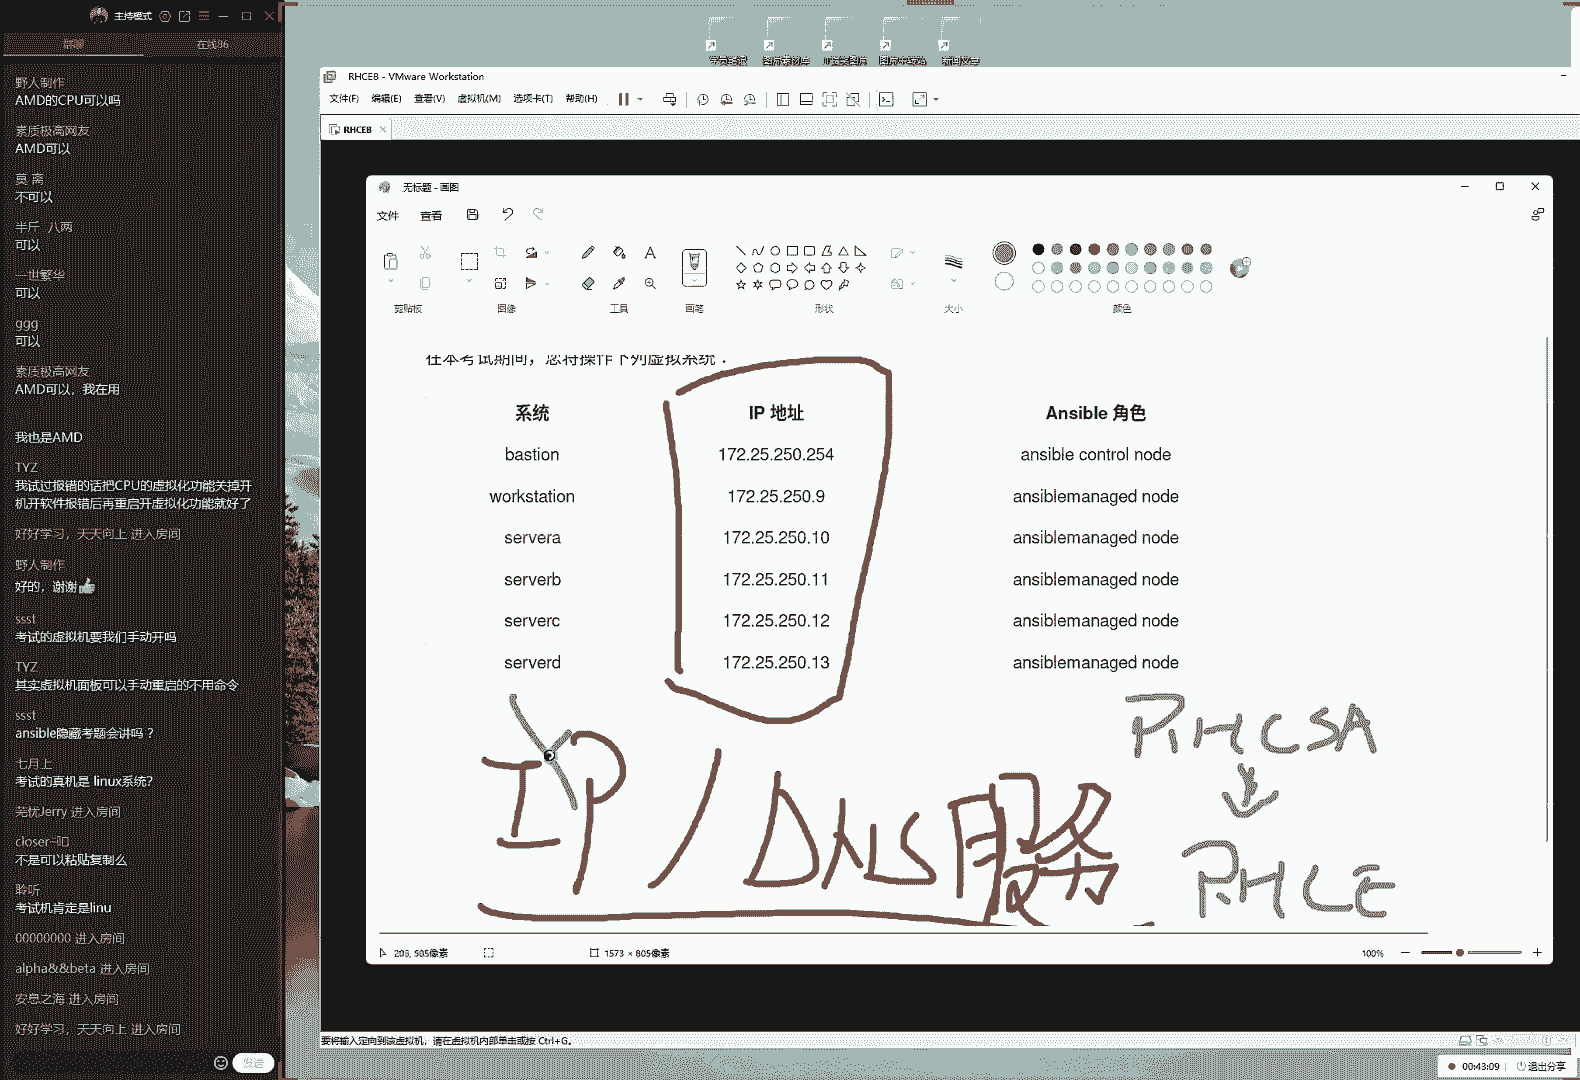 主持模式
群聊
在线86
野人制作
AMD的CPU可以吗
素质极高网友
AMD可以
莫 离
不可以
半斤 八两
可以
一世繁华
可以
ggg
可以
素质极高网友
AMD可以，我在用
我也是AMD
TYZ
我试过报错的话把CPU的虚拟化功能关掉开
机开软件报错后再重启开虚拟化功能就好了
好好学习，天天向上 进入房间
野人制作
好的，谢谢👍
ssst
考试的虚拟机要我们手动开吗
TYZ
其实虚拟机面板可以手动重启的不用命令
ssst
ansible隐藏考题会讲吗？
七月上
考试的真机是 linux系统?
芜忧Jerry 进入房间
closer~吖
不是可以粘贴复制么
聆听
考试机肯定是linu
00000000 进入房间
alpha&&beta 进入房间
安息之海 进入房间
好好学习，天天向上 进入房间
发送
RHCE8 - VMware Workstation
文件(F) 编辑(E) 查看(V) 虚拟机(M) 选项卡(T) 帮助(H)
RHCE8
无标题 - 画图
文件 查看
剪贴板 图像 工具 画笔 形状 大小 颜色
在本考试期间，您将操作下列虚拟系统：
系统 IP 地址 Ansible 角色
bastion 172.25.250.254 ansible control node
workstation 172.25.250.9 ansiblemanaged node
servera 172.25.250.10 ansiblemanaged node
serverb 172.25.250.11 ansiblemanaged node
serverc 172.25.250.12 ansiblemanaged node
serverd 172.25.250.13 ansiblemanaged node
RHCSA
IP/DNS服务
RHCE
1573 × 805像素
100%
要将输入定向到该虚拟机，请在虚拟机内部单击或按 Ctrl+G。
00:43:09 退出分享